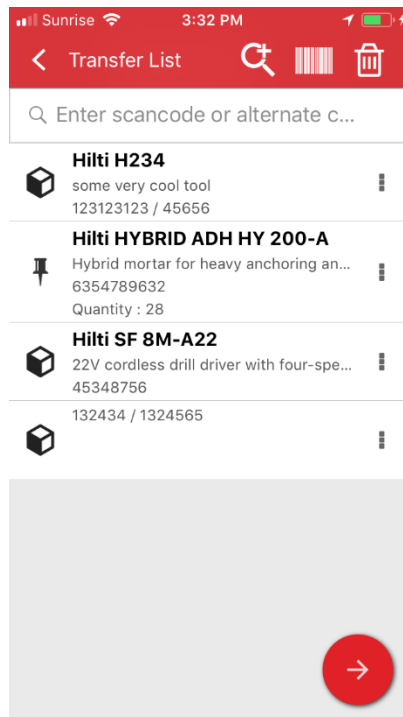 Sunrise 3:32 PM
Transfer List
Enter scancode or alternate c...
Hilti H234
some very cool tool
123123123 / 45656
Hilti HYBRID ADH HY 200-A
Hybrid mortar for heavy anchoring an...
6354789632
Quantity : 28
Hilti SF 8M-A22
22V cordless drill driver with four-spe...
45348756
132434 / 1324565